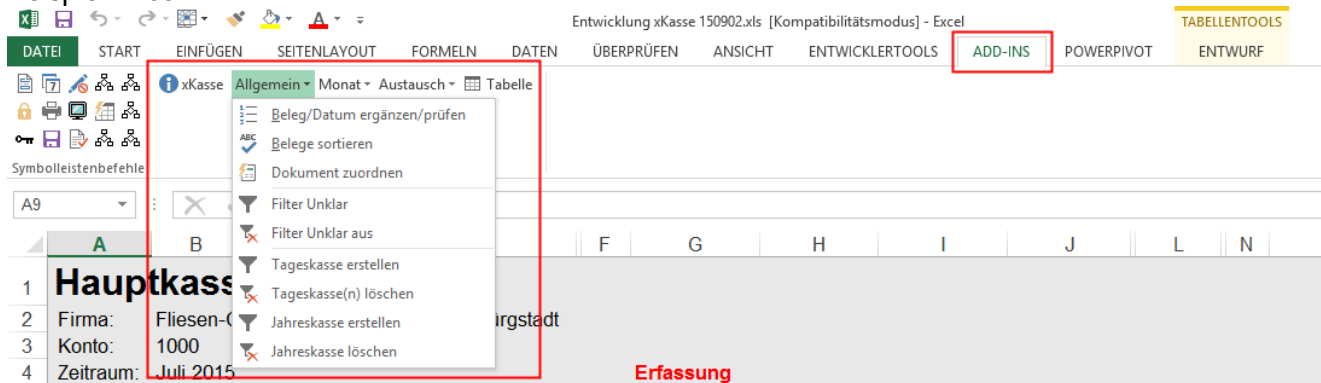 Entwicklung xKasse 150902.xls [Kompatibilitätsmodus] - Excel
TABELLENTOOLS
DATEI START EINFÜGEN SEITENLAYOUT FORMELN DATEN ÜBERPRÜFEN ANSICHT ENTWICKLERTOOLS ADD-INS POWERPIVOT ENTWURF
xKasse Allgemein Monat Austausch Tabelle
Beleg/Datum ergänzen/prüfen
Belege sortieren
Dokument zuordnen
Symbolleistenbefehle
Filter Unklar
Filter Unklar aus
Tageskasse erstellen
Tageskasse(n) löschen
Jahreskasse erstellen
Jahreskasse löschen
A9
A B F G H I J L N
1 Hauptkass
2 Firma: Fliesen- ürgstadt
3 Konto: 1000
4 Zeitraum: Juli 2015 Erfassung